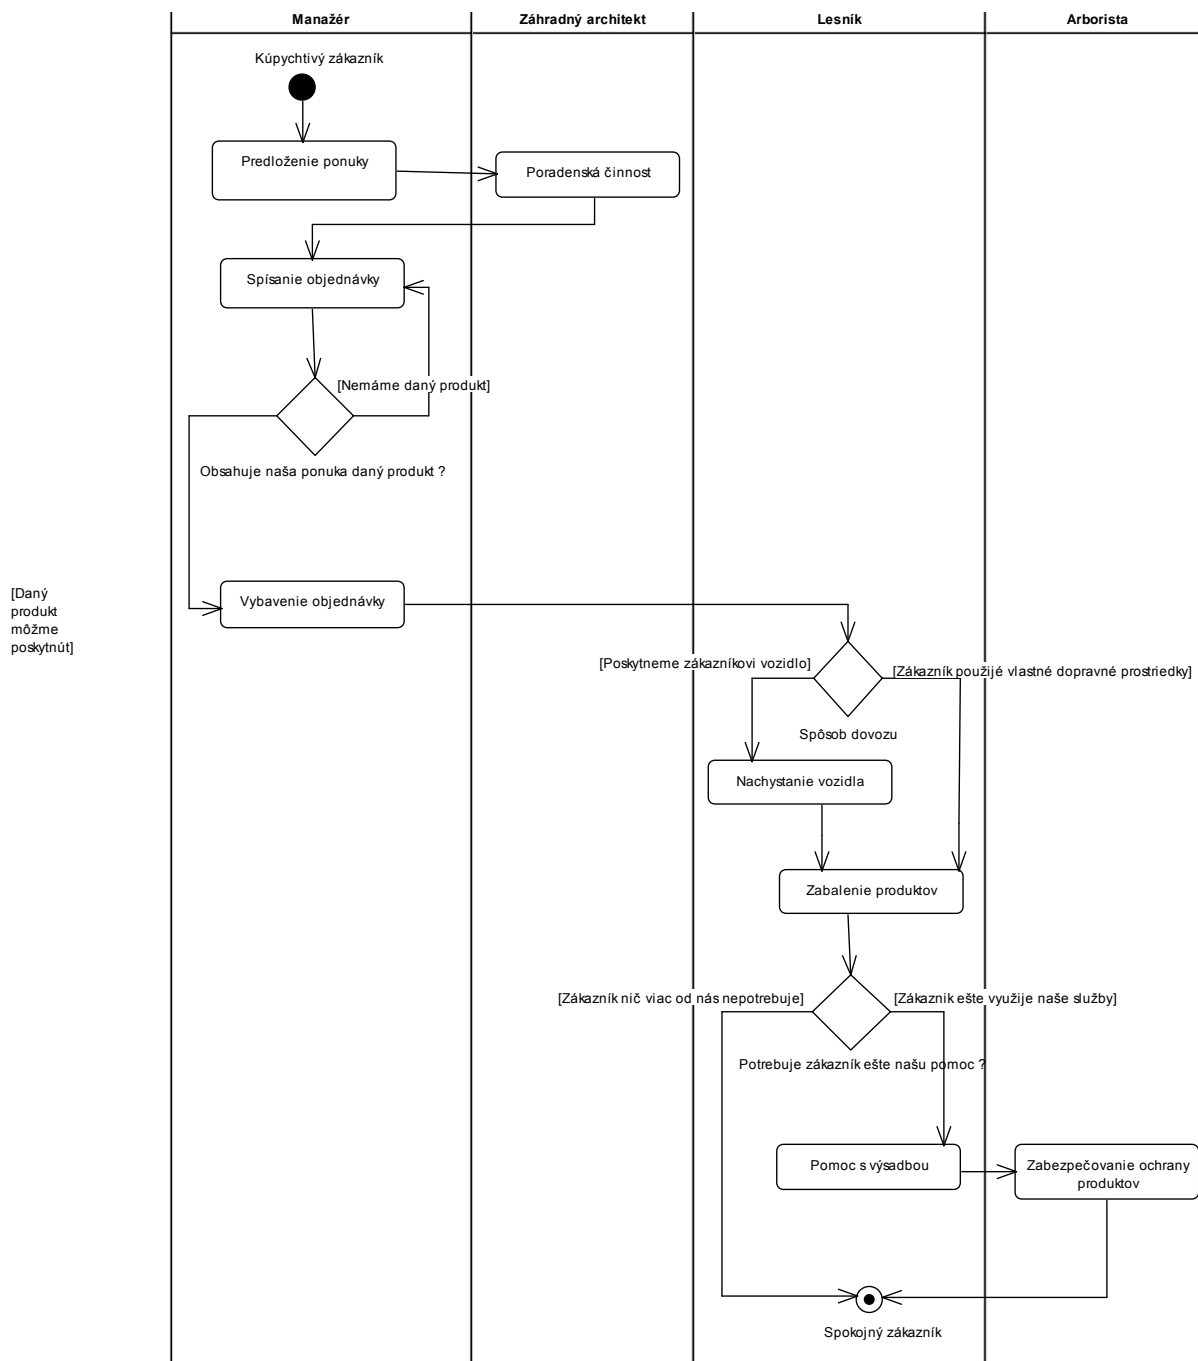 Manažér
Záhradný architekt
Lesník
Arborista
Kúpychtivý zákazník
Predloženie ponuky
Poradenská činnost
Spísanie objednávky
[Nemáme daný produkt]
Obsahuje naša ponuka daný produkt ?
[Daný
produkt
môžme
poskytnút]
Vybavenie objednávky
[Poskytneme zákazníkovi vozidlo]
[Zákazník použijé vlastné dopravné prostriedky]
Spôsob dovozu
Nachystanie vozidla
Zabalenie produktov
[Zákazník nič viac od nás nepotrebuje]
[Zákaznik ešte využije naše služby]
Potrebuje zákazník ešte našu pomoc ?
Pomoc s výsadbou
Zabezpečovanie ochrany
produktov
Spokojný zákazník